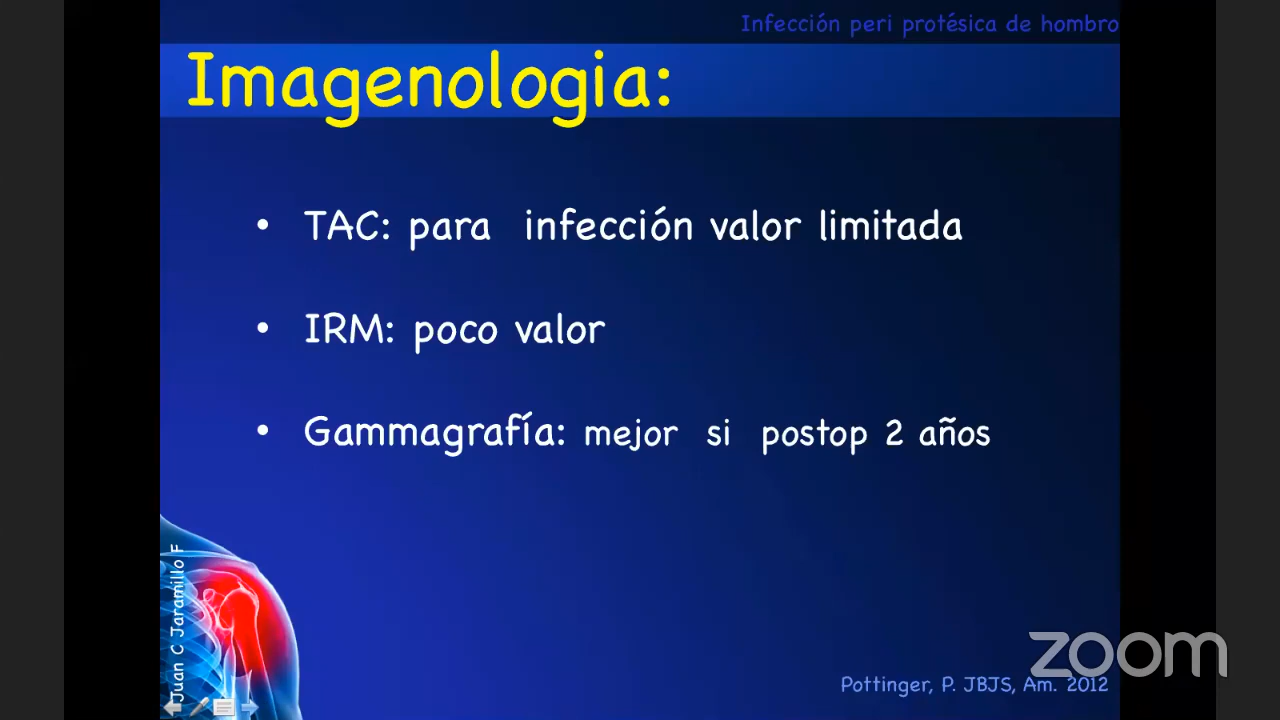 Infección peri protésica de hombro
Imagenologia:
• TAC: para infección valor limitada
• IRM: poco valor
• Gammagrafía: mejor si postop 2 años
Juan C Jaramillo F
zoom
Pottinger, P. JBJS, Am. 2012